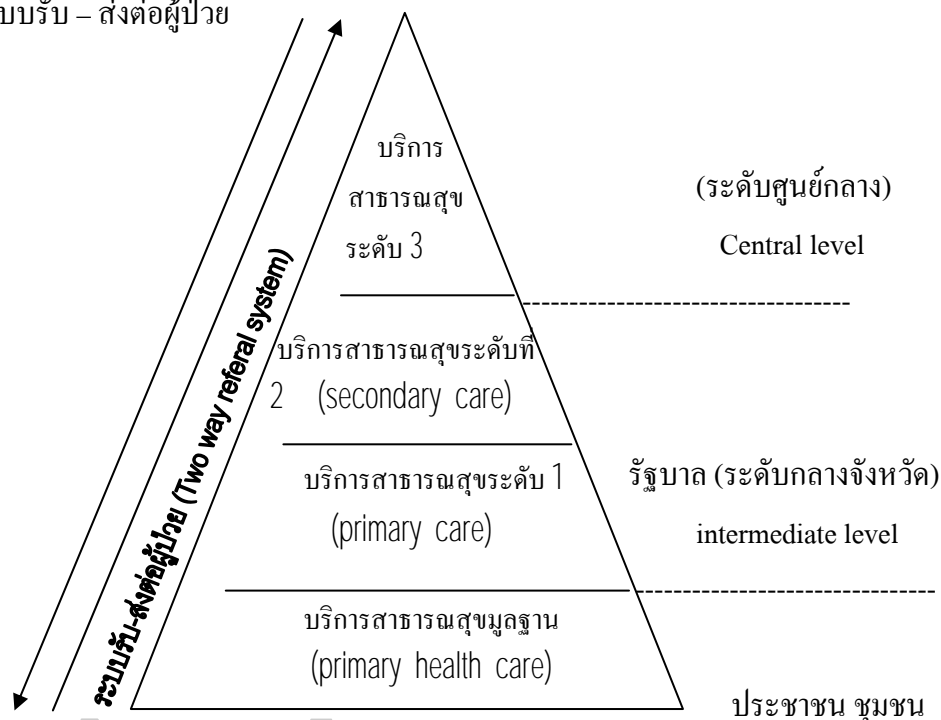 บบรับ – ส่งต่อผู้ป่วย
บริการ
สาธารณสุข
ระดับ 3
(ระดับศูนย์กลาง)
Central level
ระบบรับ-ส่งต่อผู้ป่วย (Two way referal system)
บริการสาธารณสุขระดับที่
2 (secondary care)
บริการสาธารณสุขระดับ 1
(primary care)
รัฐบาล (ระดับกลางจังหวัด)
intermediate level
บริการสาธารณสุขมูลฐาน
(primary health care)
ประชาชน ชุมชน